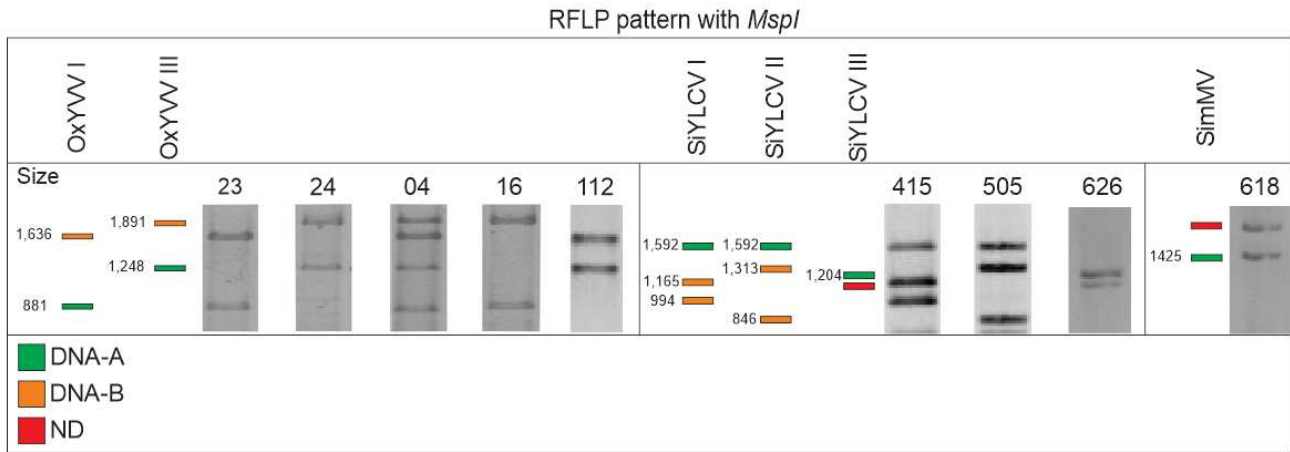 RFLP pattern with MspI
OxYVV I
OxYVV III
SiYLCV I
SiYLCV II
SiYLCV III
SimMV
Size
23
24
04
16
112
415
505
626
618
1,891
1,636
1,248
881
1,592
1,592
1,313
1,204
1,165
994
846
1425
DNA-A
DNA-B
ND